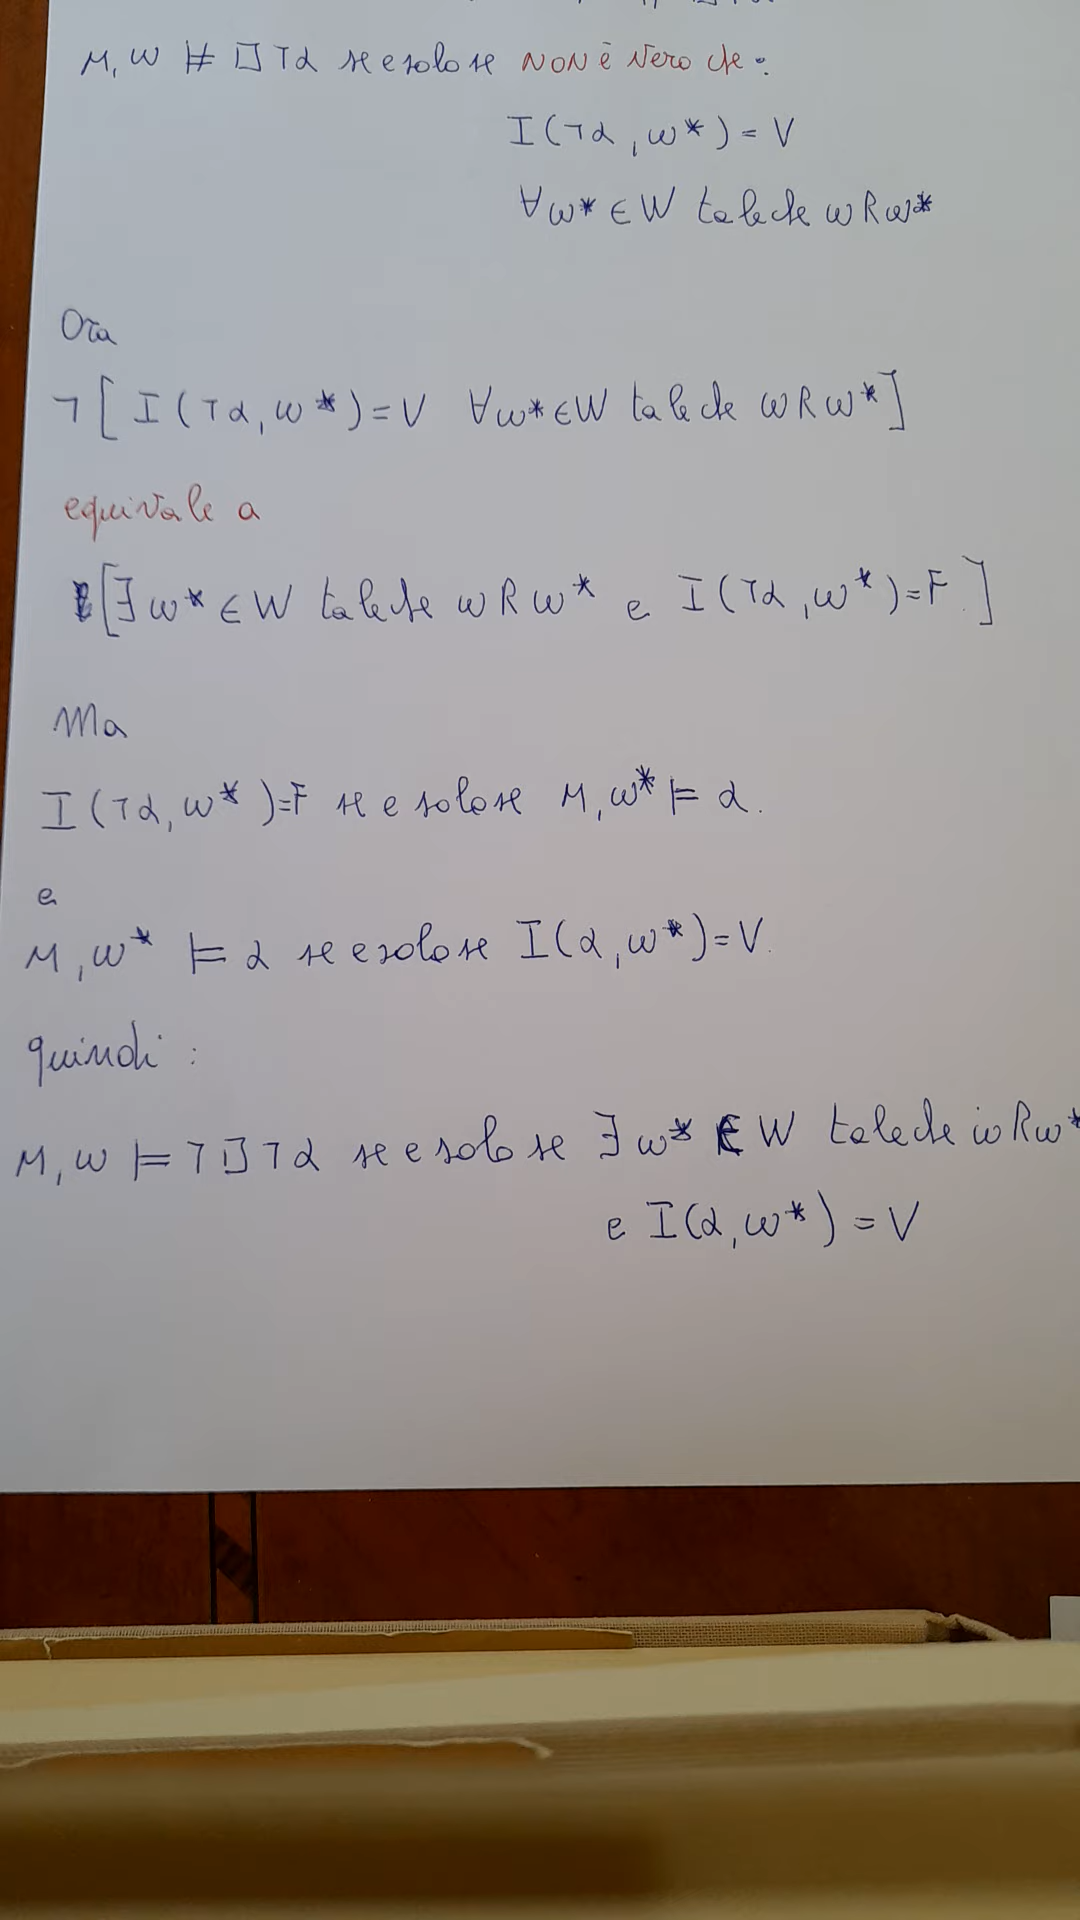 M, w ⊭ □¬α se e solo se NON è vero che:
I(¬α, w*) = V
∀w* ∈ W tale che wRw*
Ora
¬[I(¬α, w*) = V ∀w* ∈ W tale che wRw*]
equivale a
[∃w* ∈ W tale che wRw* e I(¬α, w*) = F.]
Ma
I(¬α, w*) = F se e solo se M, w* ⊨ α.
e
M, w* ⊨ α se e solo se I(α, w*) = V.
quindi:
M, w ⊨ ¬□¬α se e solo se ∃w* ∈ W tale che wRw*
e I(α, w*) = V